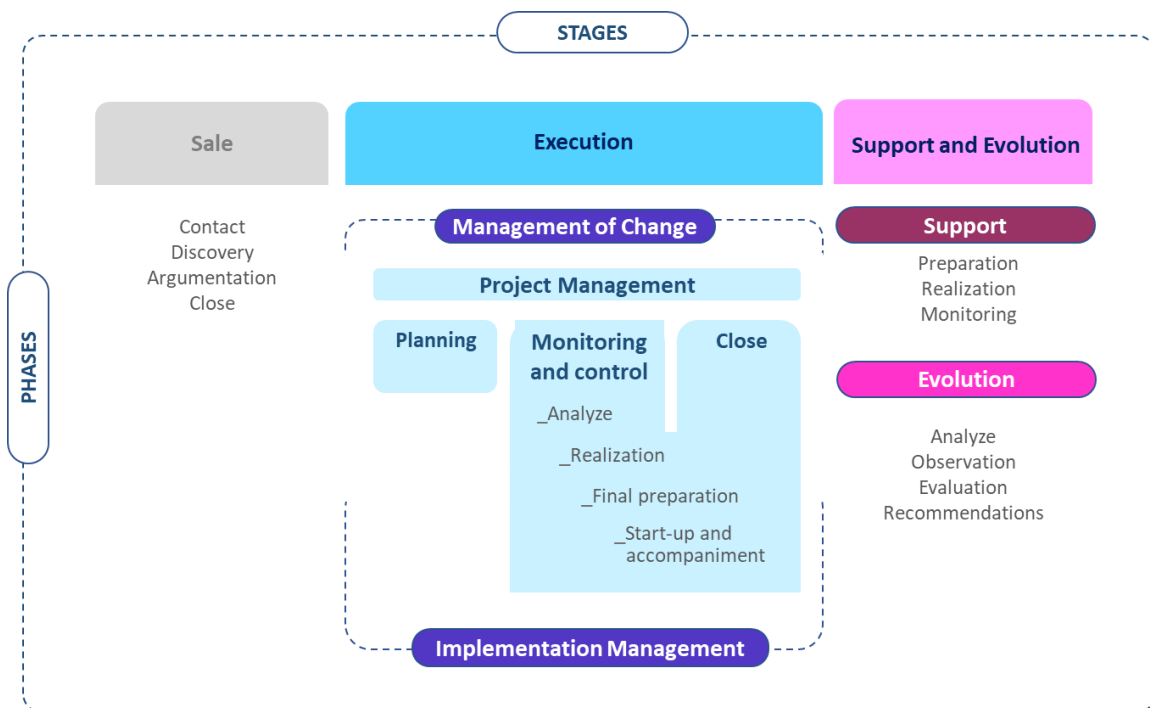 STAGES
PHASES
Sale
Contact
Discovery
Argumentation
Close
Execution
Management of Change
Project Management
Planning
Monitoring
and control
_Analyze
_Realization
_Final preparation
_Start-up and
accompaniment
Close
Implementation Management
Support and Evolution
Support
Preparation
Realization
Monitoring
Evolution
Analyze
Observation
Evaluation
Recommendations